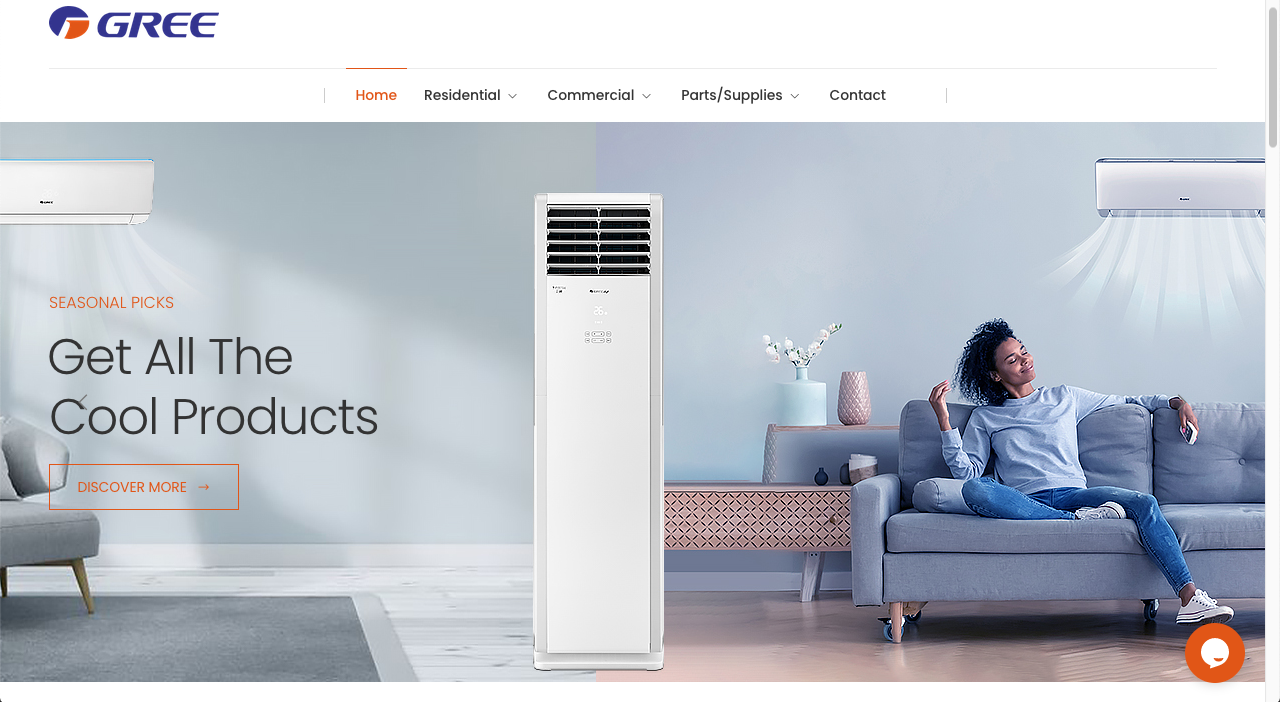 GREE
Home Residential Commercial Parts/Supplies Contact
SEASONAL PICKS
Get All The
Cool Products
DISCOVER MORE →